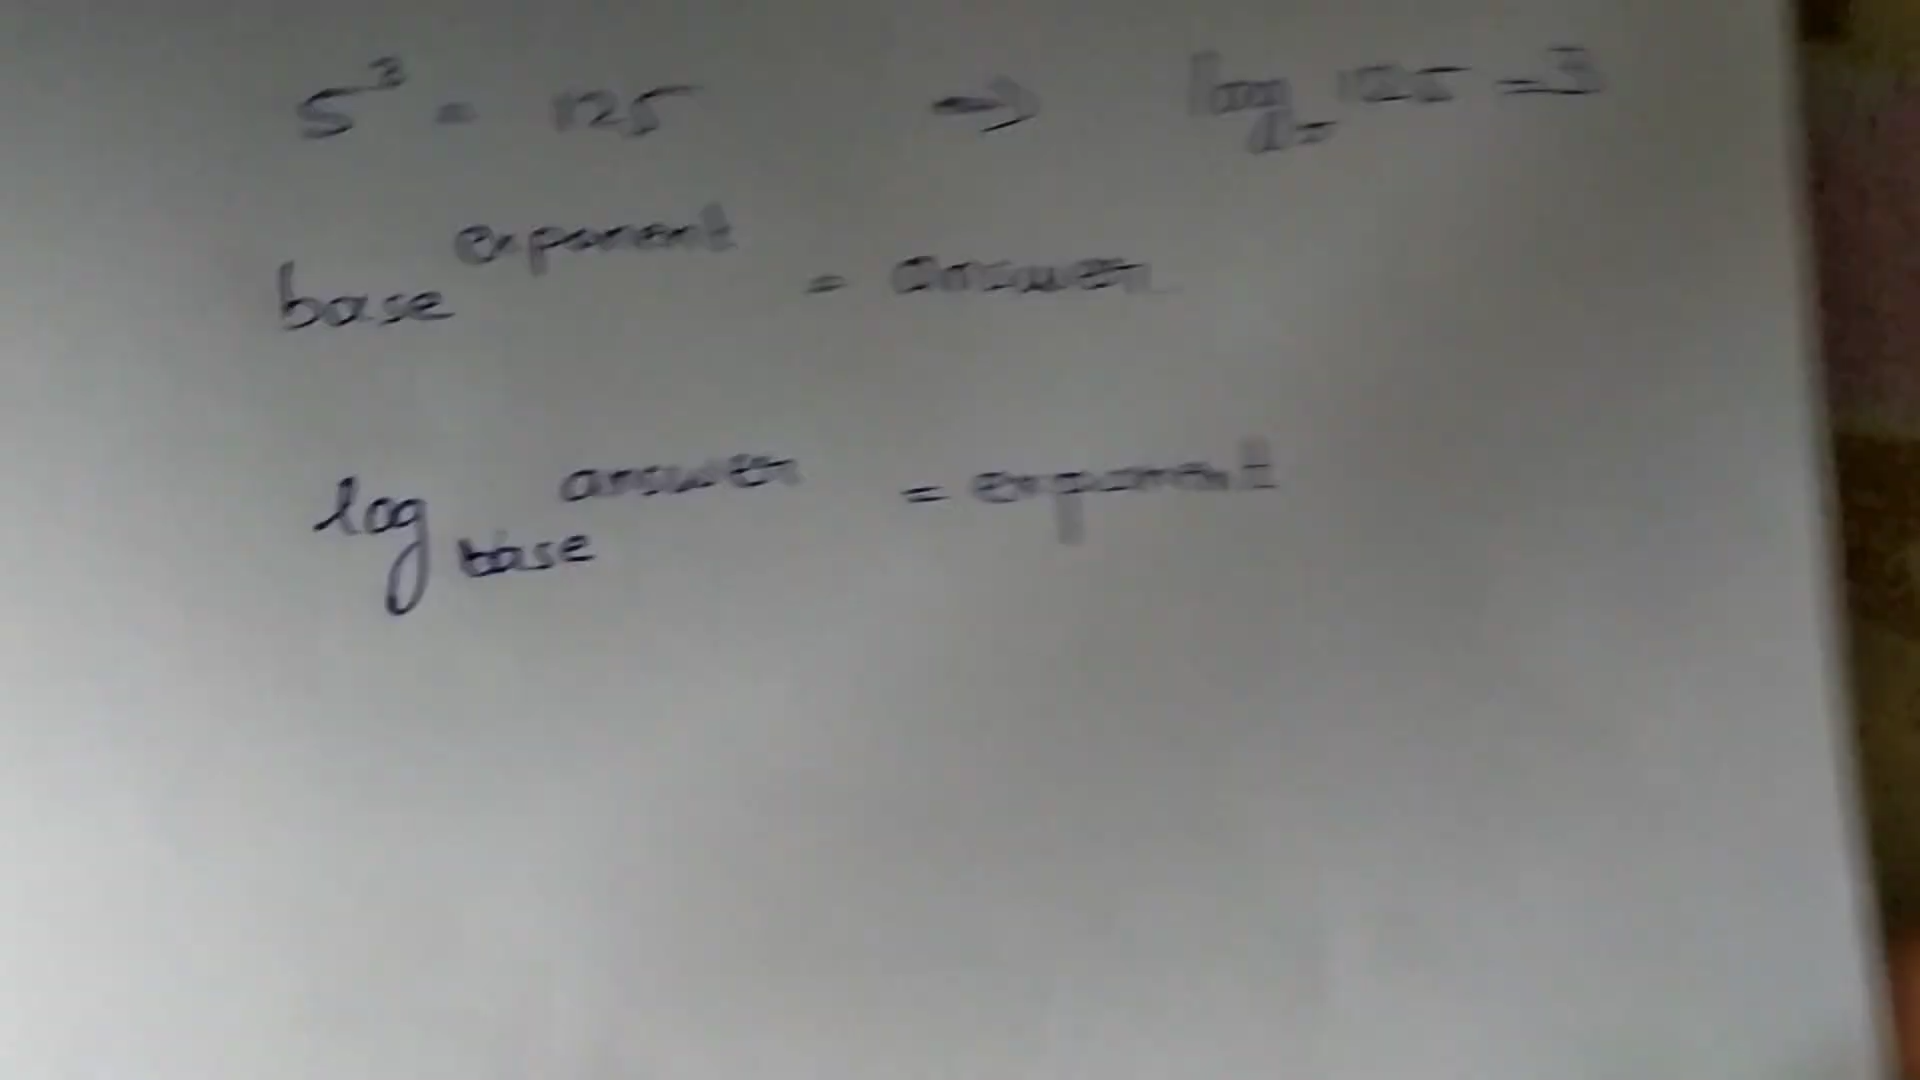 5³ = 125 ⇒ log₅ 125 = 3
base^exponent = answer
log_base answer = exponent